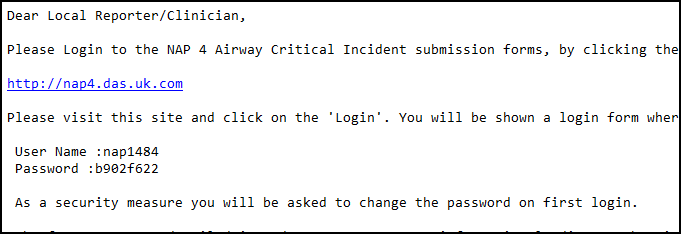 Dear Local Reporter/Clinician,
Please Login to the NAP 4 Airway Critical Incident submission forms, by clicking the
http://nap4.das.uk.com
Please visit this site and click on the 'Login'. You will be shown a login form wher
User Name :nap1484
Password :b902f622
As a security measure you will be asked to change the password on first login.